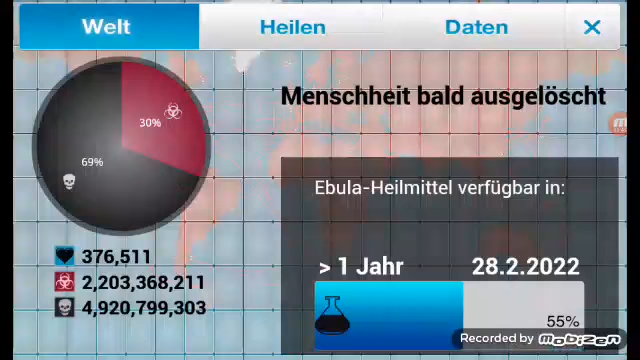 Welt Heilen Daten ×
Menschheit bald ausgelöscht
30%
69%
Ebula-Heilmittel verfügbar in:
376,511
> 1 Jahr 28.2.2022
2,203,368,211
4,920,799,303
55%
Recorded by mobizen